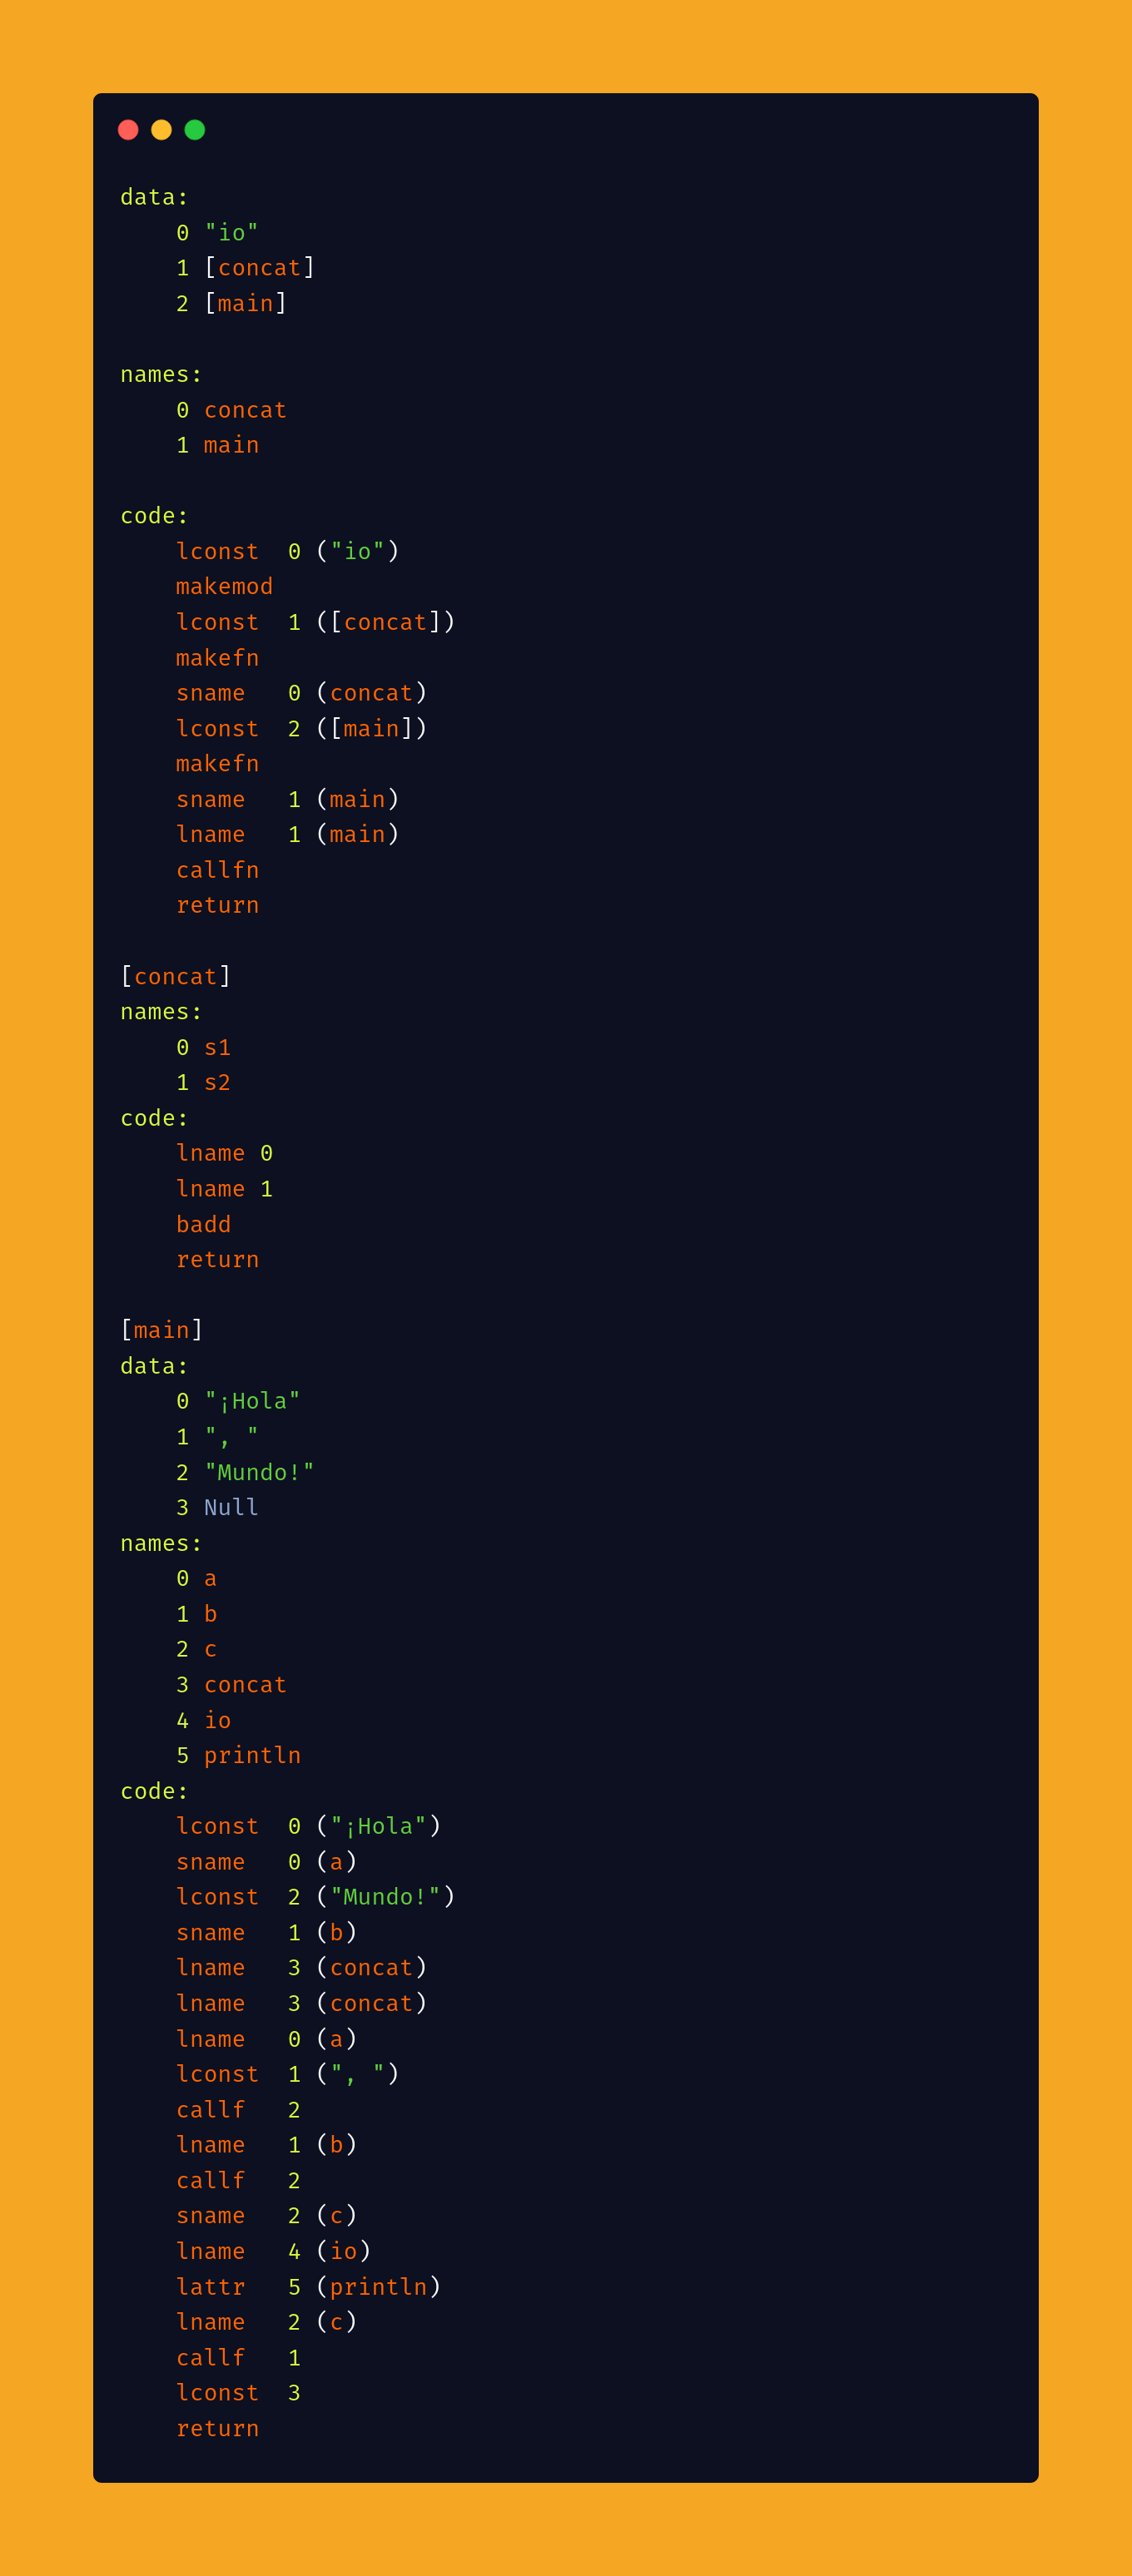 data:
    0 "io"
    1 [concat]
    2 [main]

names:
    0 concat
    1 main

code:
    lconst  0 ("io")
    makemod
    lconst  1 ([concat])
    makefn
    sname   0 (concat)
    lconst  2 ([main])
    makefn
    sname   1 (main)
    lname   1 (main)
    callfn
    return

[concat]
names:
    0 s1
    1 s2
code:
    lname 0
    lname 1
    badd
    return

[main]
data:
    0 "¡Hola"
    1 ", "
    2 "Mundo!"
    3 Null
names:
    0 a
    1 b
    2 c
    3 concat
    4 io
    5 println
code:
    lconst  0 ("¡Hola")
    sname   0 (a)
    lconst  2 ("Mundo!")
    sname   1 (b)
    lname   3 (concat)
    lname   3 (concat)
    lname   0 (a)
    lconst  1 (", ")
    callf   2
    lname   1 (b)
    callf   2
    sname   2 (c)
    lname   4 (io)
    lattr   5 (println)
    lname   2 (c)
    callf   1
    lconst  3
    return